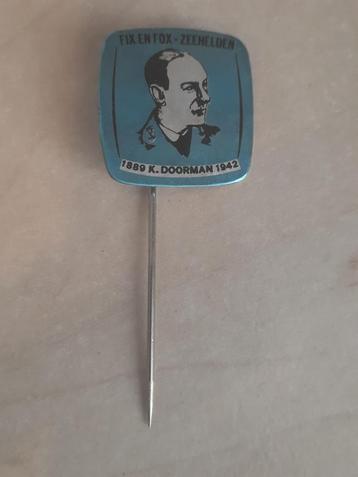 FIX EN FOX - ZEEHELDEN
1889 K. DOORMAN 1942